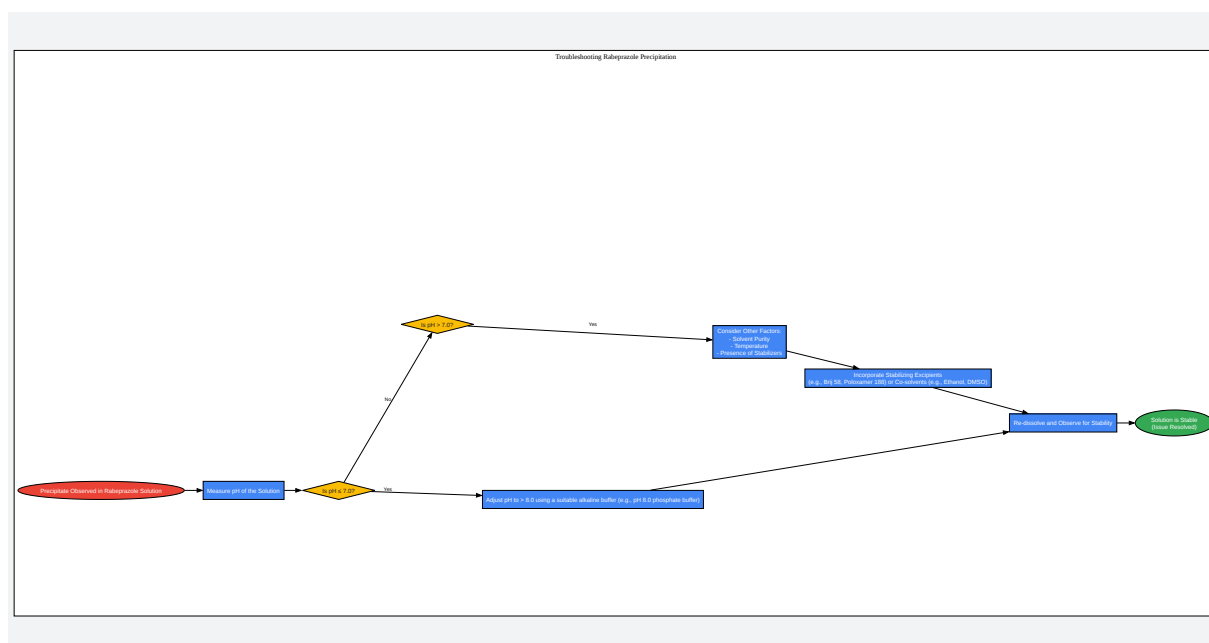 Troubleshooting Rabeprazole Precipitation
Is pH > 7.0?
Yes
Consider Other Factors:
- Solvent Purity
- Temperature
- Presence of Stabilizers
Incorporate Stabilizing Excipients
(e.g., Brij 58, Poloxamer 188) or Co-solvents (e.g., Ethanol, DMSO)
No
Re-dissolve and Observe for Stability
Solution is Stable
(Issue Resolved)
Precipitate Observed in Rabeprazole Solution
Measure pH of the Solution
Is pH ≤ 7.0?
Yes
Adjust pH to > 8.0 using a suitable alkaline buffer (e.g., pH 8.0 phosphate buffer)